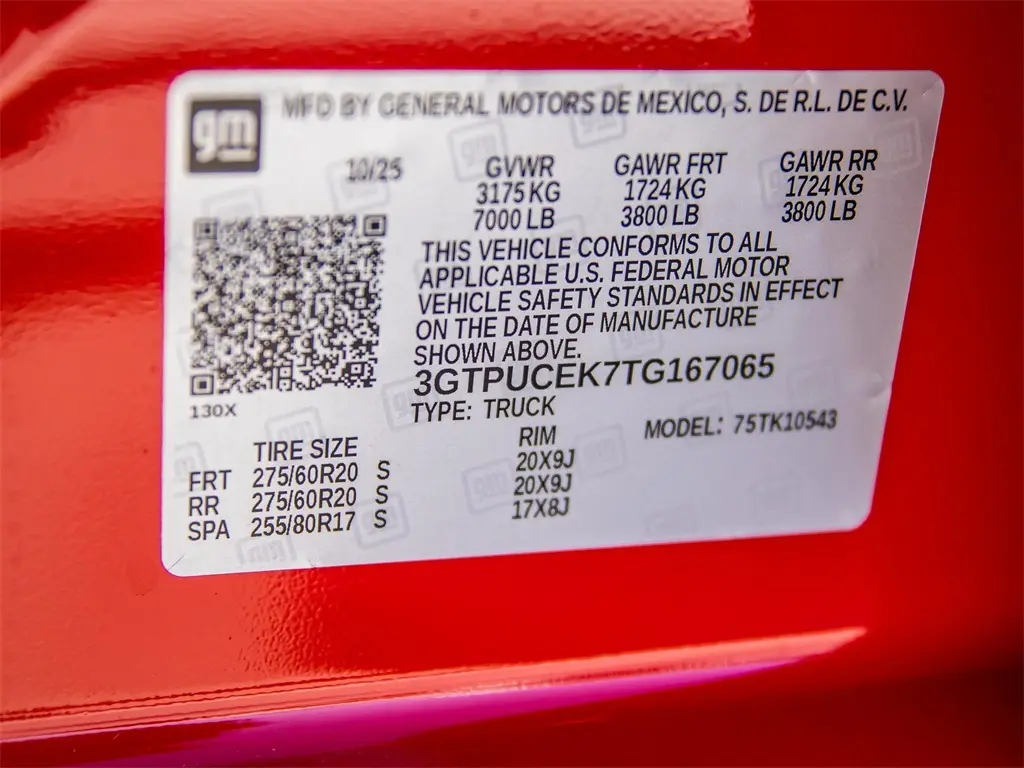 gm
MFD BY GENERAL MOTORS DE MEXICO, S. DE R.L. DE C.V.
10/25 GVWR GAWR FRT GAWR RR
3175 KG 1724 KG 1724 KG
7000 LB 3800 LB 3800 LB
THIS VEHICLE CONFORMS TO ALL
APPLICABLE U.S. FEDERAL MOTOR
VEHICLE SAFETY STANDARDS IN EFFECT
ON THE DATE OF MANUFACTURE
SHOWN ABOVE.
3GTPUCEK7TG167065
130X
TYPE: TRUCK
MODEL: 75TK10543
TIRE SIZE RIM
FRT 275/60R20 S 20X9J
RR 275/60R20 S 20X9J
SPA 255/80R17 S 17X8J